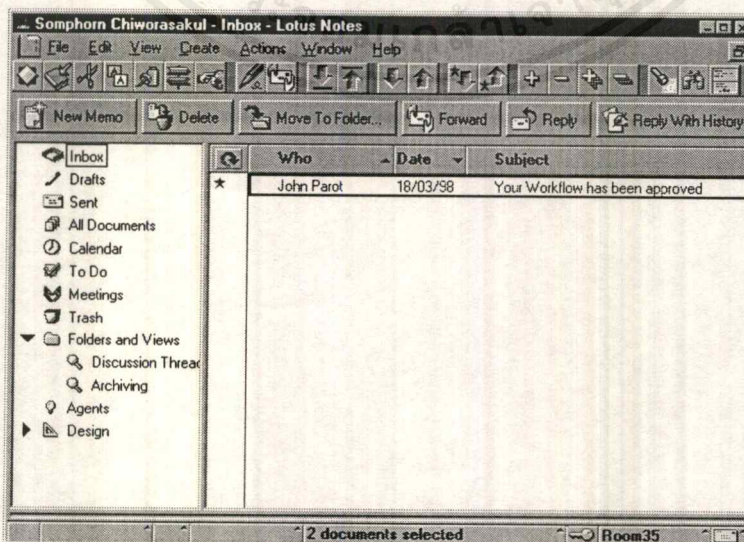 Somphorn Chiworasakul - Inbox - Lotus Notes
File Edit View Create Actions Window Help
New Memo Delete Move To Folder... Forward Reply Reply With History
Inbox
Drafts
Sent
All Documents
Calendar
To Do
Meetings
Trash
Folders and Views
Discussion Threac
Archiving
Agents
Design
Who Date Subject
John Parot 18/03/98 Your Workflow has been approved
2 documents selected Room35